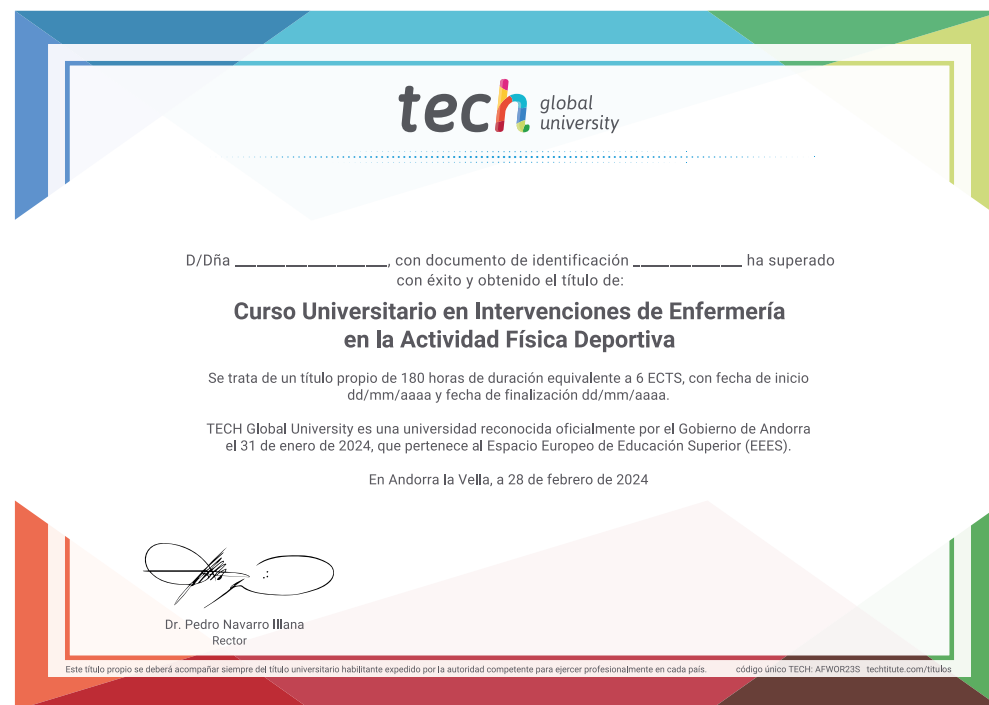 tech global university
D/Dña ____________________, con documento de identificación ______________ ha superado
con éxito y obtenido el título de:
Curso Universitario en Intervenciones de Enfermería
en la Actividad Física Deportiva
Se trata de un título propio de 180 horas de duración equivalente a 6 ECTS, con fecha de inicio
dd/mm/aaaa y fecha de finalización dd/mm/aaaa.
TECH Global University es una universidad reconocida oficialmente por el Gobierno de Andorra
el 31 de enero de 2024, que pertenece al Espacio Europeo de Educación Superior (EEES).
En Andorra la Vella, a 28 de febrero de 2024
Dr. Pedro Navarro Illana
Rector
Este título propio se deberá acompañar siempre del título universitario habilitante expedido por la autoridad competente para ejercer profesionalmente en cada país. código único TECH: AFWOR23S techtitute.com/titulos